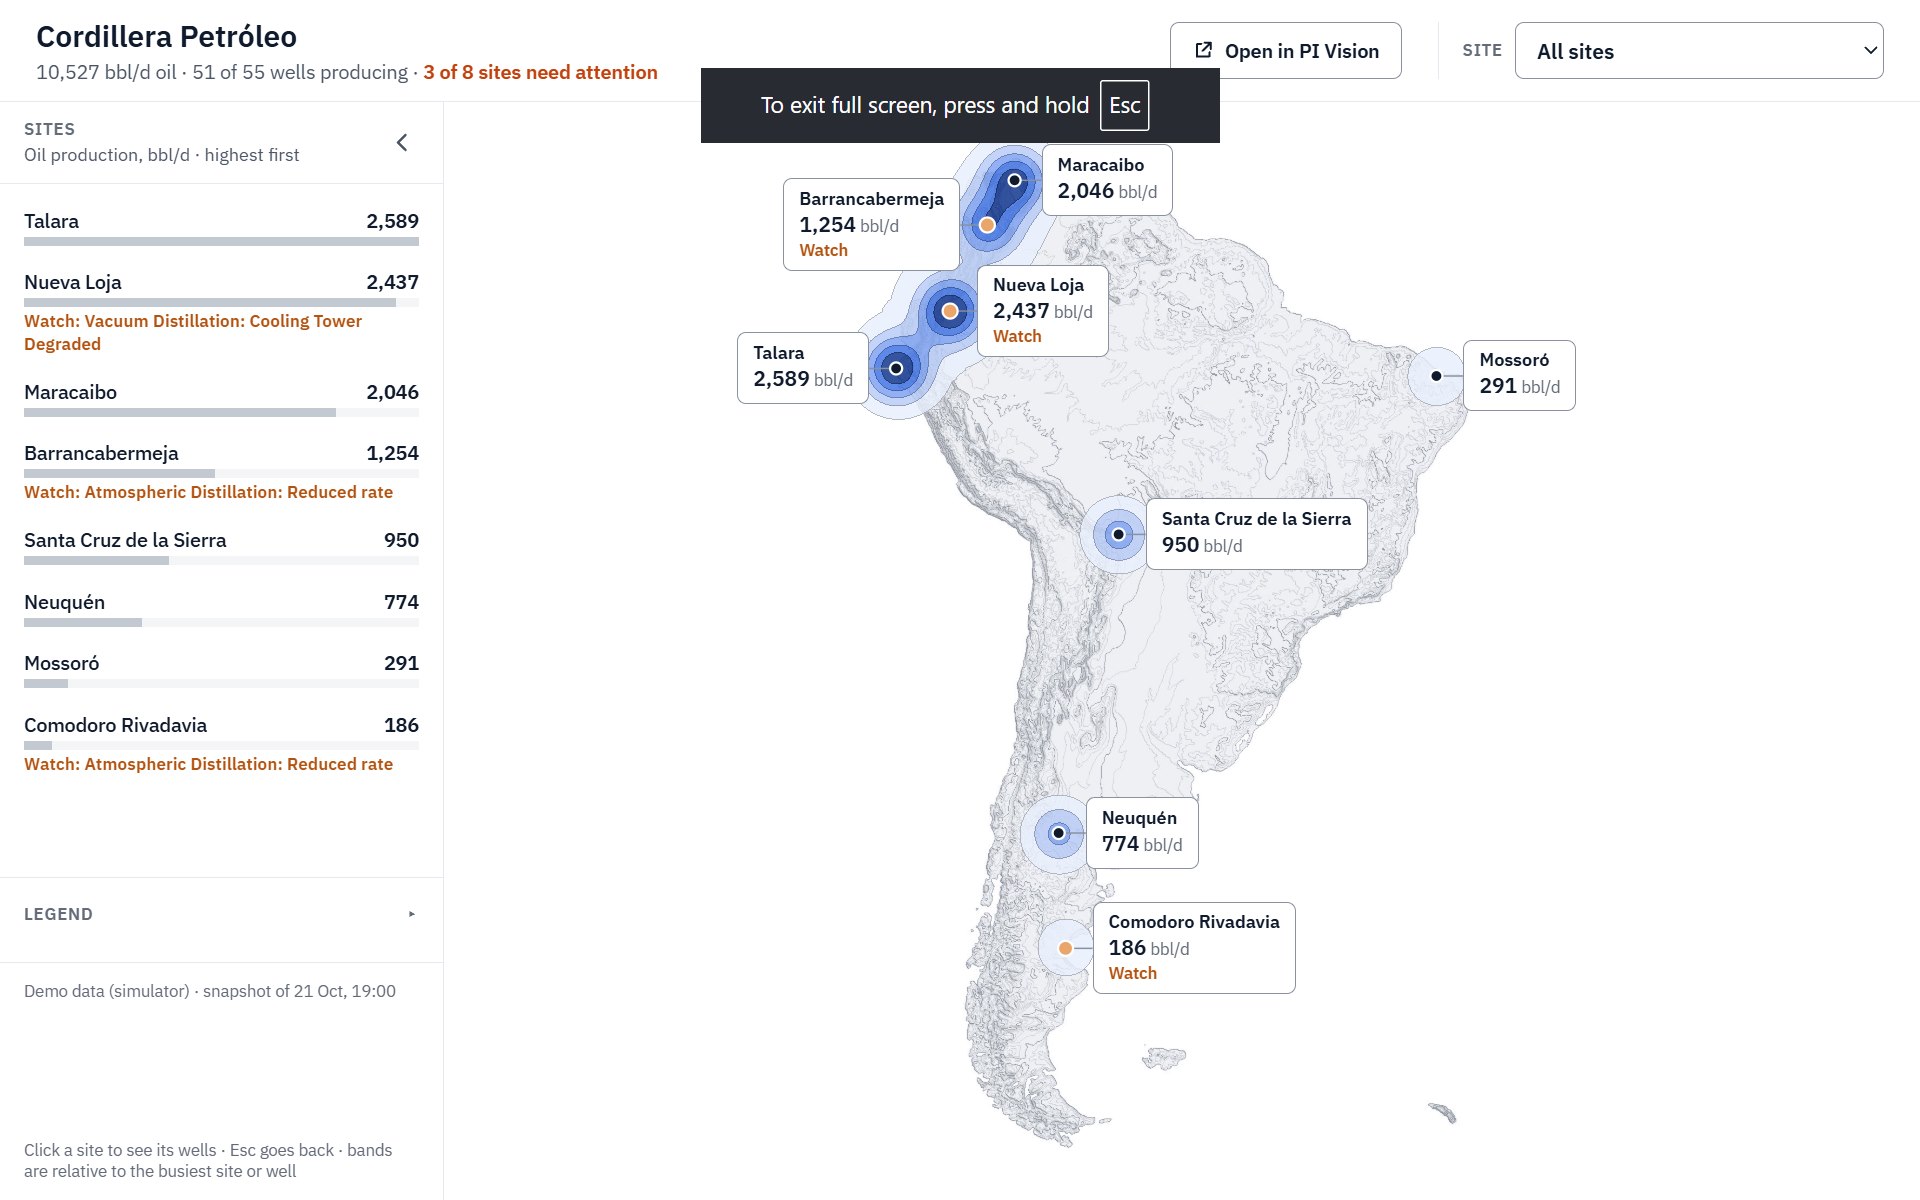 Cordillera Petróleo
10,527 bbl/d oil · 51 of 55 wells producing · 3 of 8 sites need attention
Open in PI Vision
SITE
All sites
To exit full screen, press and hold Esc
SITES
Oil production, bbl/d · highest first
Talara 2,589
Nueva Loja 2,437
Watch: Vacuum Distillation: Cooling Tower
Degraded
Maracaibo 2,046
Barrancabermeja 1,254
Watch: Atmospheric Distillation: Reduced rate
Santa Cruz de la Sierra 950
Neuquén 774
Mossoró 291
Comodoro Rivadavia 186
Watch: Atmospheric Distillation: Reduced rate
LEGEND
Demo data (simulator) · snapshot of 21 Oct, 19:00
Click a site to see its wells · Esc goes back · bands
are relative to the busiest site or well
Maracaibo
2,046 bbl/d
Barrancabermeja
1,254 bbl/d
Watch
Nueva Loja
2,437 bbl/d
Watch
Talara
2,589 bbl/d
Mossoró
291 bbl/d
Santa Cruz de la Sierra
950 bbl/d
Neuquén
774 bbl/d
Comodoro Rivadavia
186 bbl/d
Watch